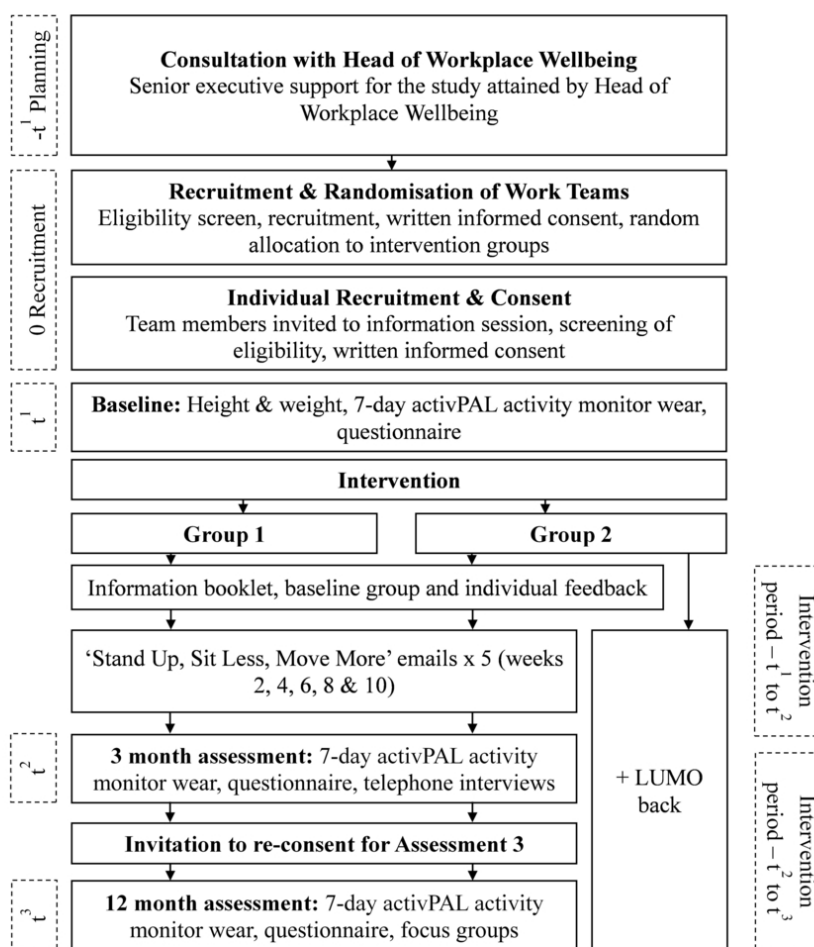 -t¹ Planning
Consultation with Head of Workplace Wellbeing
Senior executive support for the study attained by Head of
Workplace Wellbeing
0 Recruitment
Recruitment & Randomisation of Work Teams
Eligibility screen, recruitment, written informed consent, random
allocation to intervention groups
Individual Recruitment & Consent
Team members invited to information session, screening of
eligibility, written informed consent
t¹
Baseline: Height & weight, 7-day activPAL activity monitor wear,
questionnaire
Intervention
Group 1
Group 2
Information booklet, baseline group and individual feedback
Intervention
period – t¹ to t²
‘Stand Up, Sit Less, Move More’ emails x 5 (weeks
2, 4, 6, 8 & 10)
t²
3 month assessment: 7-day activPAL activity
monitor wear, questionnaire, telephone interviews
+ LUMO
back
Intervention
period – t² to t³
Invitation to re-consent for Assessment 3
t³
12 month assessment: 7-day activPAL activity
monitor wear, questionnaire, focus groups